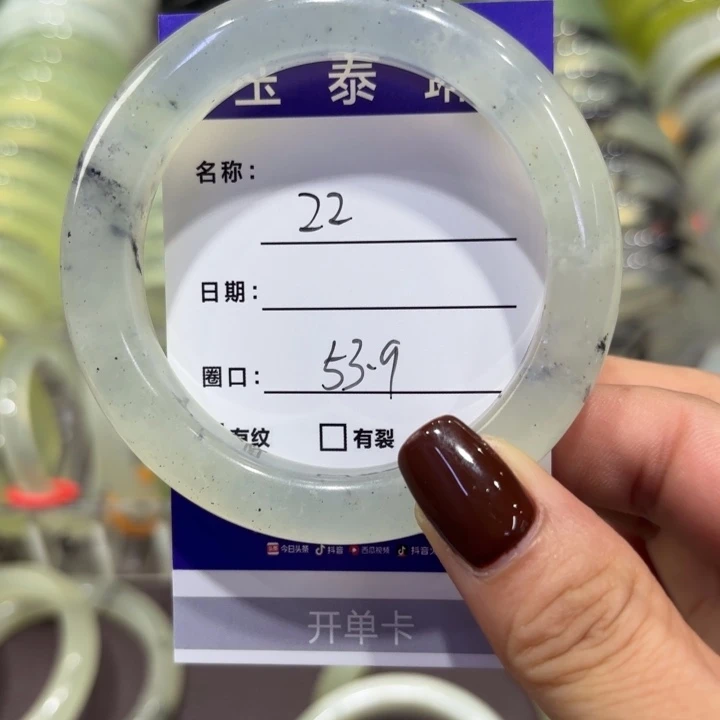 玉泰
名称: 22
日期:
圈口: 53.9
有纹 □有裂
今日头条 抖音 西瓜视频 抖音
开单卡